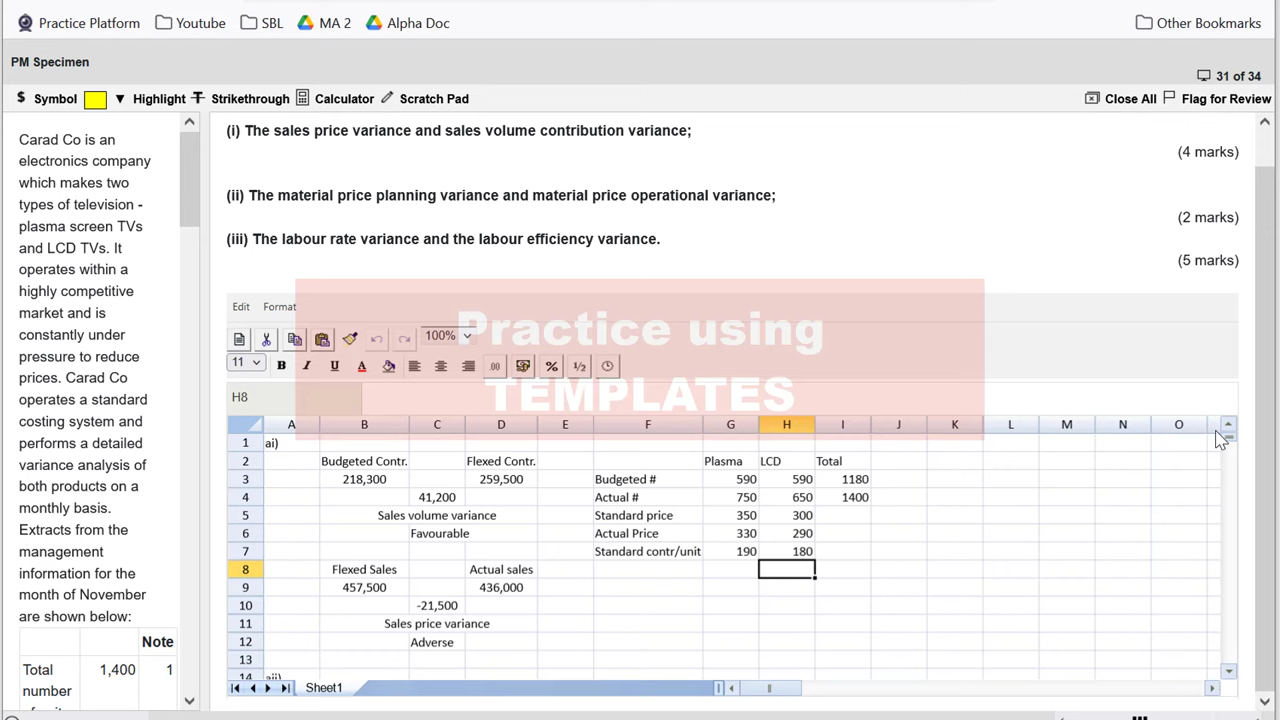 Practice Platform Youtube SBL MA 2 Alpha Doc Other Bookmarks
PM Specimen
31 of 34
$ Symbol Highlight T Strikethrough Calculator Scratch Pad Close All Flag for Review
Carad Co is an
electronics company
which makes two
types of television -
plasma screen TVs
and LCD TVs. It
operates within a
highly competitive
market and is
constantly under
pressure to reduce
prices. Carad Co
operates a standard
costing system and
performs a detailed
variance analysis of
both products on a
monthly basis.
Extracts from the
management
information for the
month of November
are shown below:
Note
Total 1,400 1
number
(i) The sales price variance and sales volume contribution variance;
(4 marks)
(ii) The material price planning variance and material price operational variance;
(2 marks)
(iii) The labour rate variance and the labour efficiency variance.
(5 marks)
Practice using
TEMPLATES
Edit Format
100%
11 B I U A .00 % 1/2
H8
A B C D E F G H I J K L M N O
1 ai)
2 Budgeted Contr. Flexed Contr. Plasma LCD Total
3 218,300 259,500 Budgeted # 590 590 1180
4 41,200 Actual # 750 650 1400
5 Sales volume variance Standard price 350 300
6 Favourable Actual Price 330 290
7 Standard contr/unit 190 180
8 Flexed Sales Actual sales
9 457,500 436,000
10 -21,500
11 Sales price variance
12 Adverse
13
14 aii)
Sheet1